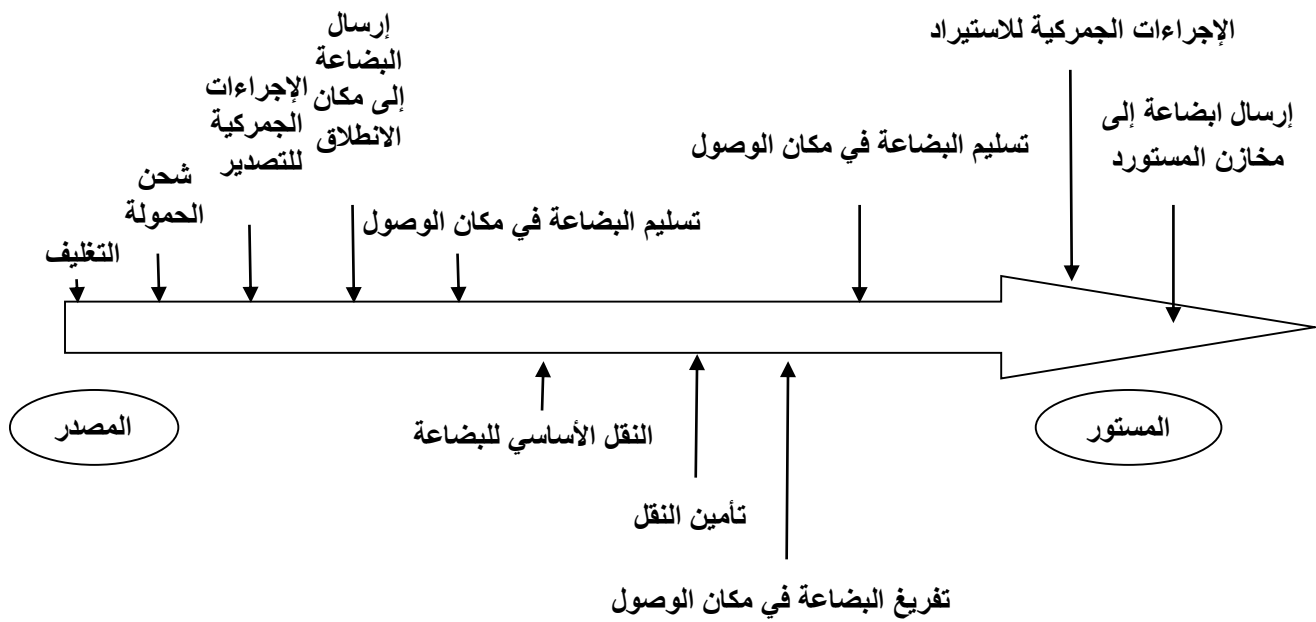 الإجراءات الجمركية للاستيراد
إرسال
البضاعة
إلى مكان
الانطلاق
الإجراءات
الجمركية
للتصدير
إرسال ابضاعة إلى
مخازن المستورد
تسليم البضاعة في مكان الوصول
شحن
الحمولة
تسليم البضاعة في مكان الوصول
التغليف
المصدر
المستور
النقل الأساسي للبضاعة
تأمين النقل
تفريغ البضاعة في مكان الوصول